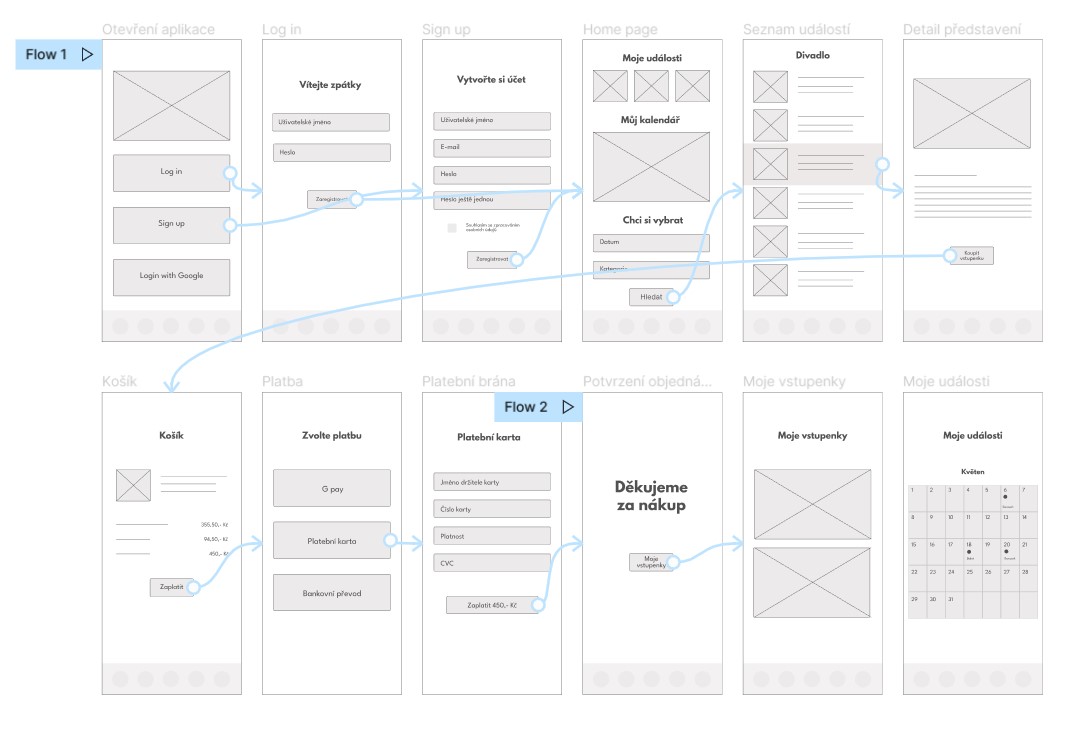 Otevření aplikace
Log in
Sign up
Home page
Seznam událostí
Detail představení
Flow 1
Log in
Sign up
Login with Google
Vítejte zpátky
Uživatelské jméno
Heslo
Zaregistrovat
Vytvořte si účet
Uživatelské jméno
E-mail
Heslo
Heslo ještě jednou
Souhlasím se zpracováním
osobních údajů
Zaregistrovat
Moje události
Můj kalendář
Chci si vybrat
Datum
Kategorie
Hledat
Divadlo
Koupit
vstupenku
Košík
Platba
Platební brána
Potvrzení objedná...
Moje vstupenky
Moje události
Košík
355,50,- Kč
94,50,- Kč
450,- Kč
Zaplatit
Zvolte platbu
G pay
Platební karta
Bankovní převod
Flow 2
Platební karta
Jméno držitele karty
Číslo karty
Platnost
CVC
Zaplatit 450,- Kč
Děkujeme
za nákup
Moje
vstupenky
Moje vstupenky
Moje události
Květen
1 2 3 4 5 6 7
8 9 10 11 12 13 14
15 16 17 18 19 20 21
22 23 24 25 26 27 28
29 30 31